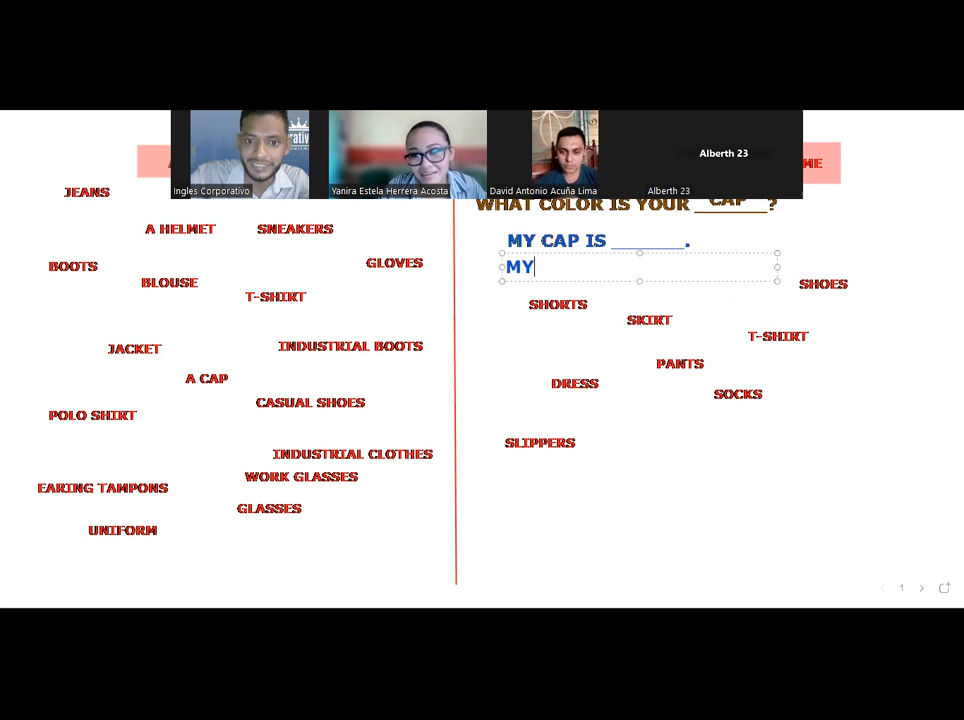 Ingles Corporativo
Yanira Estela Herrera Acosta
David Antonio Acuña Lima
Alberth 23
Alberth 23
ME
WHAT COLOR IS YOUR CAP?
MY CAP IS _______.
MY
JEANS
A HELMET
SNEAKERS
BOOTS
GLOVES
BLOUSE
T-SHIRT
JACKET
INDUSTRIAL BOOTS
A CAP
CASUAL SHOES
POLO SHIRT
INDUSTRIAL CLOTHES
WORK GLASSES
EARING TAMPONS
GLASSES
UNIFORM
SHOES
SHORTS
SKIRT
T-SHIRT
PANTS
DRESS
SOCKS
SLIPPERS
1